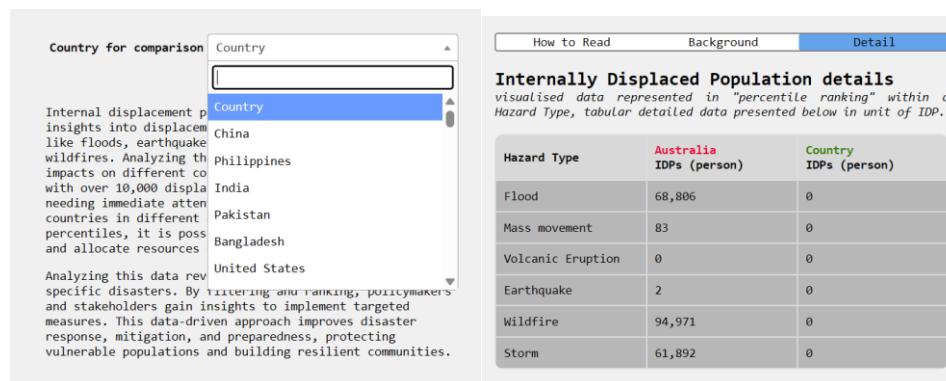 Country for comparison Country
Country
China
Philippines
India
Pakistan
Bangladesh
United States
Internal displacement p
insights into displacem
like floods, earthquake
wildfires. Analyzing th
impacts on different co
with over 10,000 displa
needing immediate atten
countries in different
percentiles, it is poss
and allocate resources
Analyzing this data rev
specific disasters. By filtering and ranking, policymakers
and stakeholders gain insights to implement targeted
measures. This data-driven approach improves disaster
response, mitigation, and preparedness, protecting
vulnerable populations and building resilient communities.
How to Read Background Detail
Internally Displaced Population details
visualised data represented in "percentile ranking" within
Hazard Type, tabular detailed data presented below in unit of IDP.
Hazard Type Australia IDPs (person) Country IDPs (person)
Flood 68,806 0
Mass movement 83 0
Volcanic Eruption 0 0
Earthquake 2 0
Wildfire 94,971 0
Storm 61,892 0